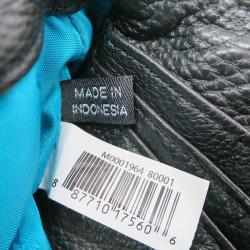 MADE IN
INDONESIA
M0001964 80001
8 87710 17560 6